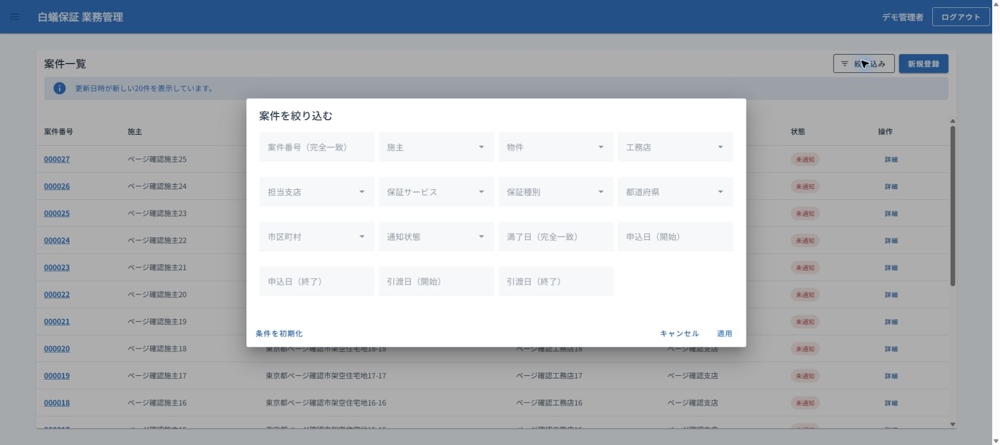 白蟻保証 業務管理
デモ管理者 ログアウト
案件一覧
新規登録
更新日時が新しい20件を表示しています。
案件を絞り込む
案件番号 施主 状態 操作
案件番号（完全一致） 施主 物件 工務店
担当支店 保証サービス 保証種別 都道府県
市区町村 通知状態 満了日（完全一致） 申込日（開始）
申込日（終了） 引渡日（開始） 引渡日（終了）
条件を初期化 キャンセル 適用
000027 ページ確認施主25 未通知 詳細
000026 ページ確認施主24 未通知 詳細
000025 ページ確認施主23 未通知 詳細
000024 ページ確認施主22 未通知 詳細
000023 ページ確認施主21 未通知 詳細
000022 ページ確認施主20 未通知 詳細
000021 ページ確認施主19 未通知 詳細
000020 ページ確認施主18 東京都ページ確認市架空住宅地18-18 ページ確認工務店18 ページ確認支店 未通知 詳細
000019 ページ確認施主17 東京都ページ確認市架空住宅地17-17 ページ確認工務店17 ページ確認支店 未通知 詳細
000018 ページ確認施主16 東京都ページ確認市架空住宅地16-16 ページ確認工務店16 ページ確認支店 未通知 詳細